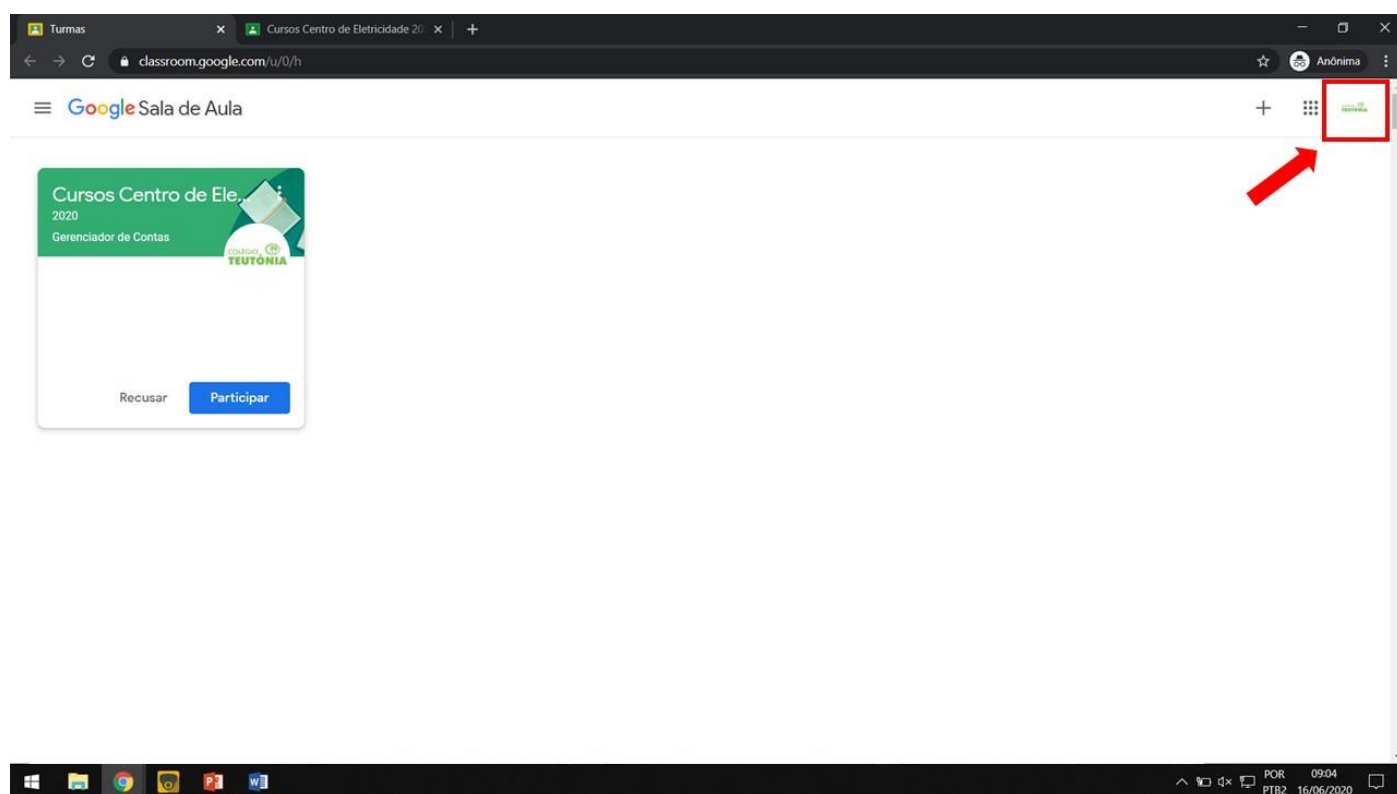 Turmas
Cursos Centro de Eletricidade 20
classroom.google.com/u/0/h
Anônima
Google Sala de Aula
TEUTÔNIA
Cursos Centro de Ele...
2020
Gerenciador de Contas
COLÉGIO
TEUTÔNIA
Recusar
Participar
POR
PTB2
09:04
16/06/2020